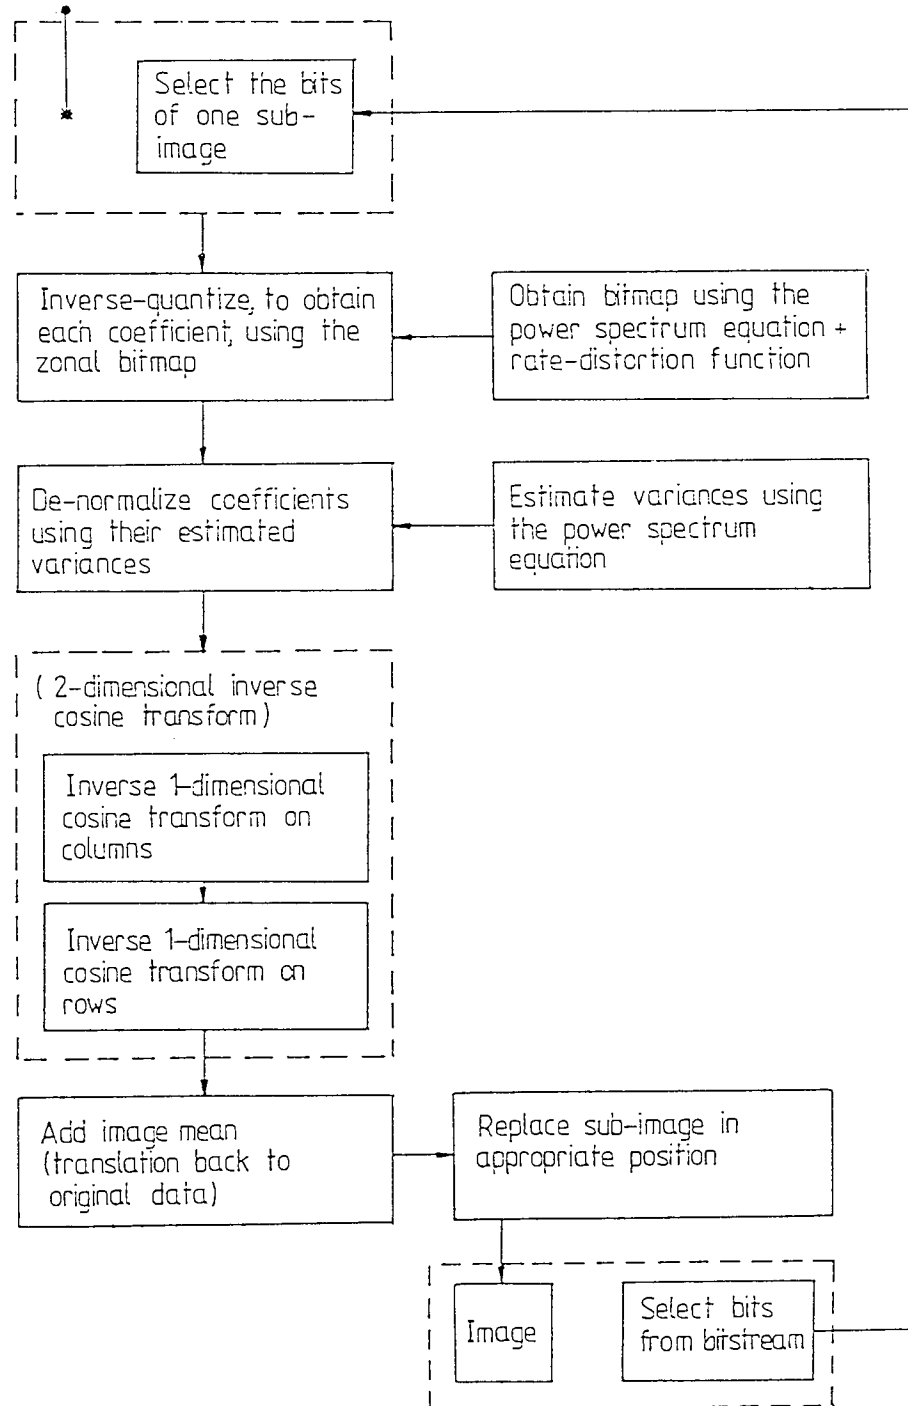 Select the bits
of one sub-
image
Inverse-quantize, to obtain
each coefficient, using the
zonal bitmap
Obtain bitmap using the
power spectrum equation +
rate-distortion function
De-normalize coefficients
using their estimated
variances
Estimate variances using
the power spectrum
equation
( 2-dimensional inverse
cosine transform )
Inverse 1-dimensional
cosine transform on
columns
Inverse 1-dimensional
cosine transform on
rows
Add image mean
(translation back to
original data)
Replace sub-image in
appropriate position
Image
Select bits
from bitstream